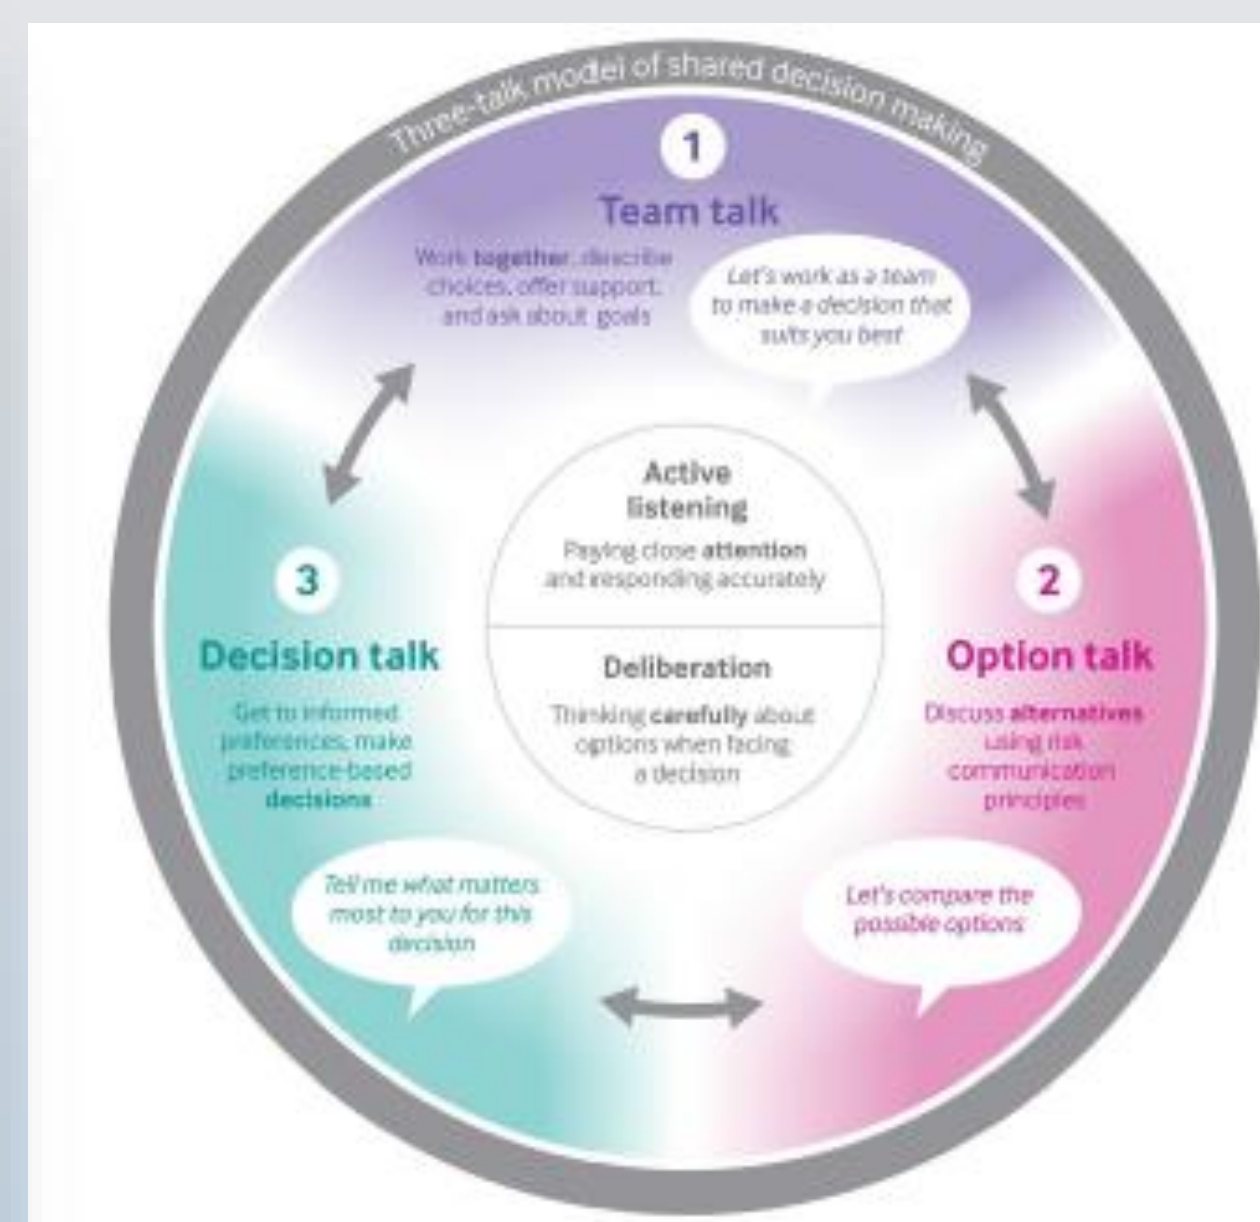 Three-talk model of shared decision making
1
Team talk
Work together, describe
choices, offer support,
and ask about goals
Let's work as a team
to make a decision that
suits you best
Active
listening
Paying close attention
and responding accurately
Deliberation
Thinking carefully about
options when facing
a decision
2
Option talk
Discuss alternatives
using risk
communication
principles
Let's compare the
possible options
3
Decision talk
Get to informed
preferences, make
preference-based
decisions
Tell me what matters
most to you for this
decision